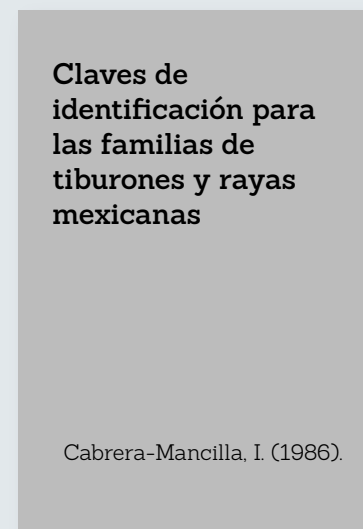 Claves de
identificación para
las familias de
tiburones y rayas
mexicanas
Cabrera-Mancilla, I. (1986).